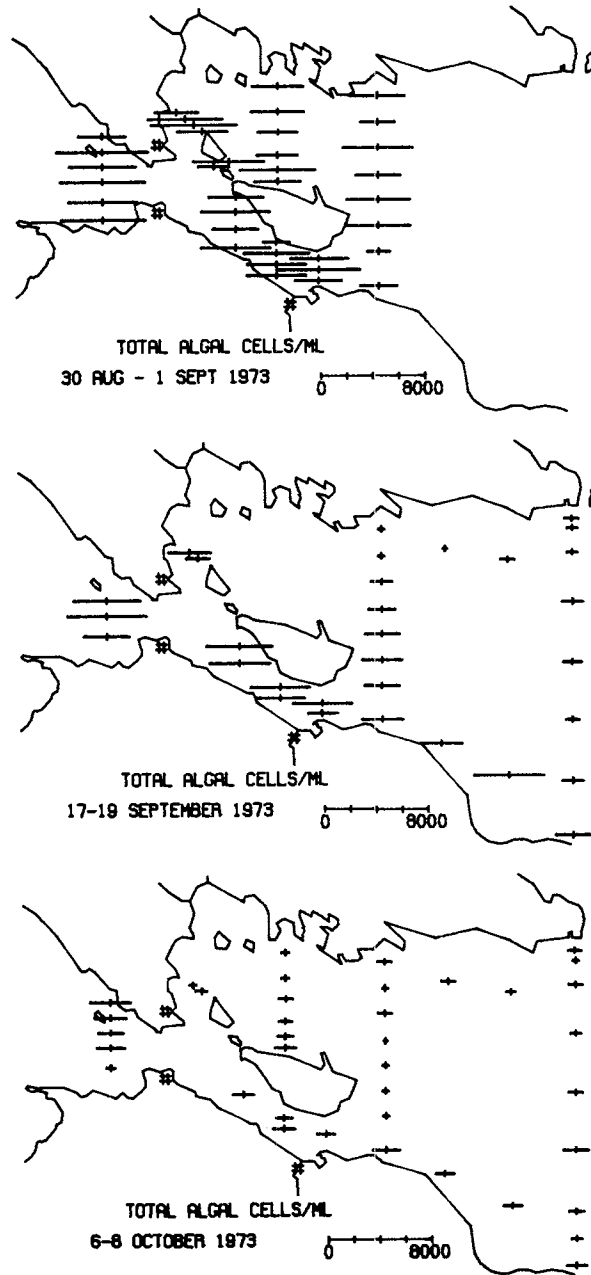 TOTAL ALGAL CELLS/ML
30 AUG - 1 SEPT 1973
0 8000
TOTAL ALGAL CELLS/ML
17-19 SEPTEMBER 1973
0 8000
TOTAL ALGAL CELLS/ML
6-8 OCTOBER 1973
0 8000